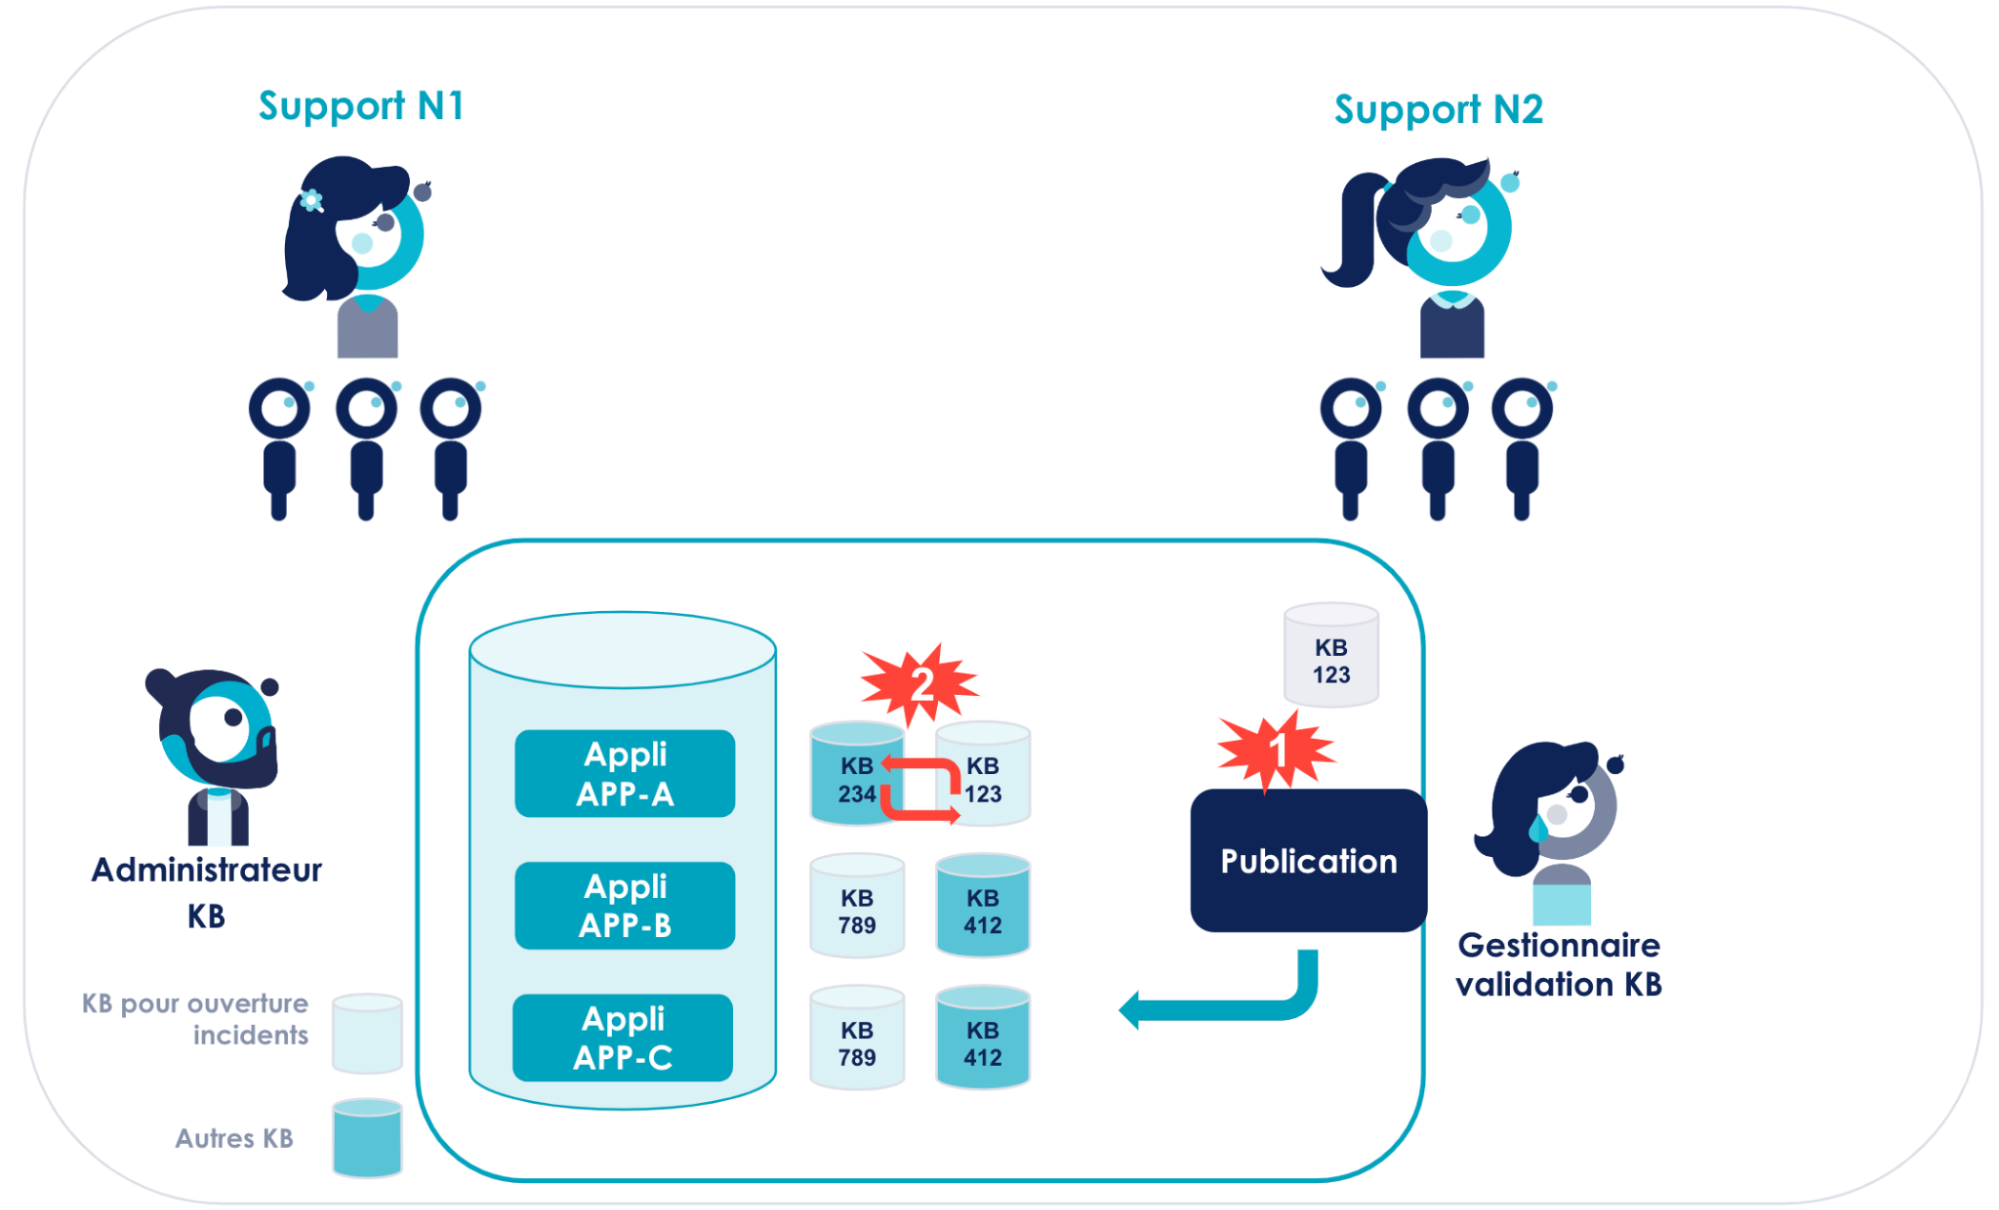 Support N1
Support N2
KB
123
2
1
Appli
APP-A
KB
234
KB
123
Publication
Appli
APP-B
KB
789
KB
412
Administrateur
KB
Gestionnaire
validation KB
KB pour ouverture
incidents
Appli
APP-C
KB
789
KB
412
Autres KB